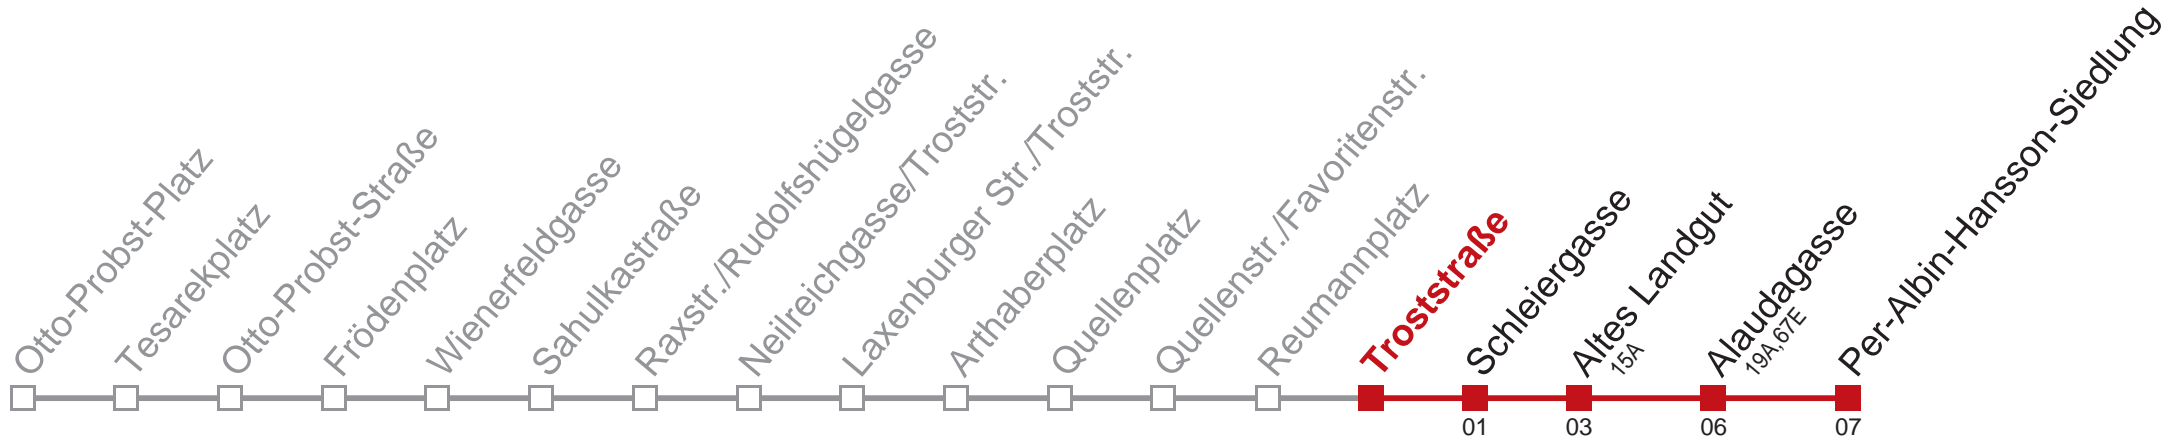 Otto-Probst-Platz
Tesarekplatz
Otto-Probst-Straße
Frödenplatz
Wienerfeldgasse
Sahulkastraße
Raxstr./Rudolfshügelgasse
Neilreichgasse/Troststr.
Laxenburger Str./Troststr.
Arthaberplatz
Quellenplatz
Quellenstr./Favoritenstr.
Reumannplatz
Troststraße
Schleiergasse
01
Altes Landgut
15A
03
Alaudagasse
19A,67E
06
Per-Albin-Hansson-Siedlung
07